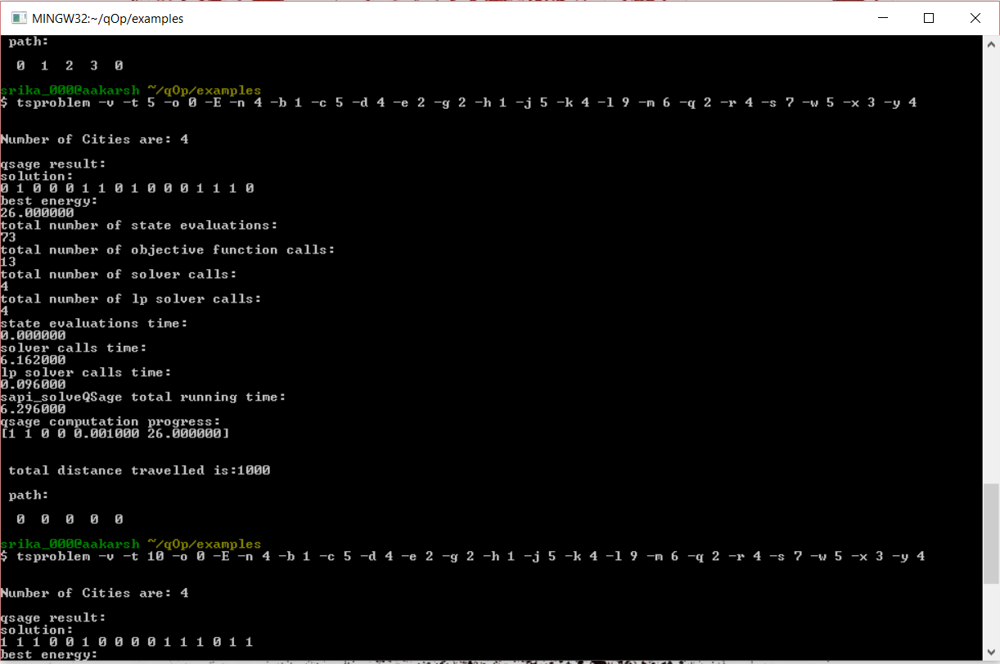 MINGW32:~/qOp/examples
path:
0 1 2 3 0
srika_000@aakarsh ~/qOp/examples
$ tsproblem -v -t 5 -o 0 -E -n 4 -b 1 -c 5 -d 4 -e 2 -g 2 -h 1 -j 5 -k 4 -l 9 -m 6 -q 2 -r 4 -s 7 -w 5 -x 3 -y 4
Number of Cities are: 4
qsage result:
solution:
0 1 0 0 0 1 1 0 1 0 0 0 1 1 1 0
best energy:
26.000000
total number of state evaluations:
73
total number of objective function calls:
13
total number of solver calls:
4
total number of lp solver calls:
4
state evaluations time:
0.000000
solver calls time:
6.162000
lp solver calls time:
0.096000
sapi_solveQSage total running time:
6.296000
qsage computation progress:
[1 1 0 0 0.001000 26.000000]
total distance travelled is:1000
path:
0 0 0 0 0
srika_000@aakarsh ~/qOp/examples
$ tsproblem -v -t 10 -o 0 -E -n 4 -b 1 -c 5 -d 4 -e 2 -g 2 -h 1 -j 5 -k 4 -l 9 -m 6 -q 2 -r 4 -s 7 -w 5 -x 3 -y 4
Number of Cities are: 4
qsage result:
solution:
1 1 1 0 0 1 0 0 0 0 1 1 1 0 1 1
best energy: